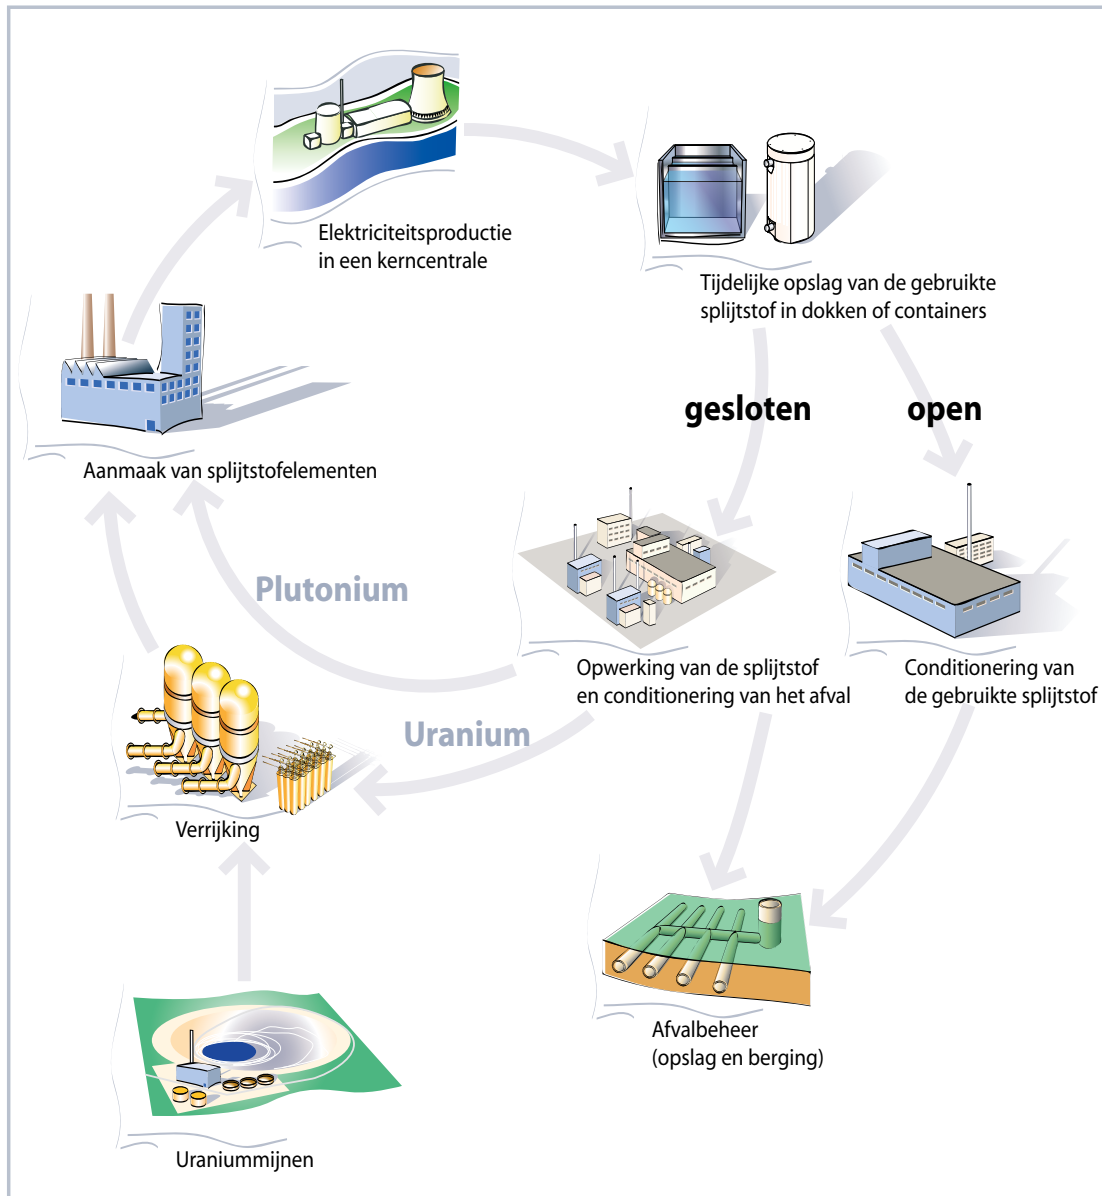 Elektriciteitsproductie
in een kerncentrale
Tijdelijke opslag van de gebruikte
splijtstof in dokken of containers
gesloten
open
Aanmaak van splijtstofelementen
Plutonium
Opwerking van de splijtstof
en conditionering van het afval
Conditionering van
de gebruikte splijtstof
Uranium
Verrijking
Afvalbeheer
(opslag en berging)
Uraniummijnen